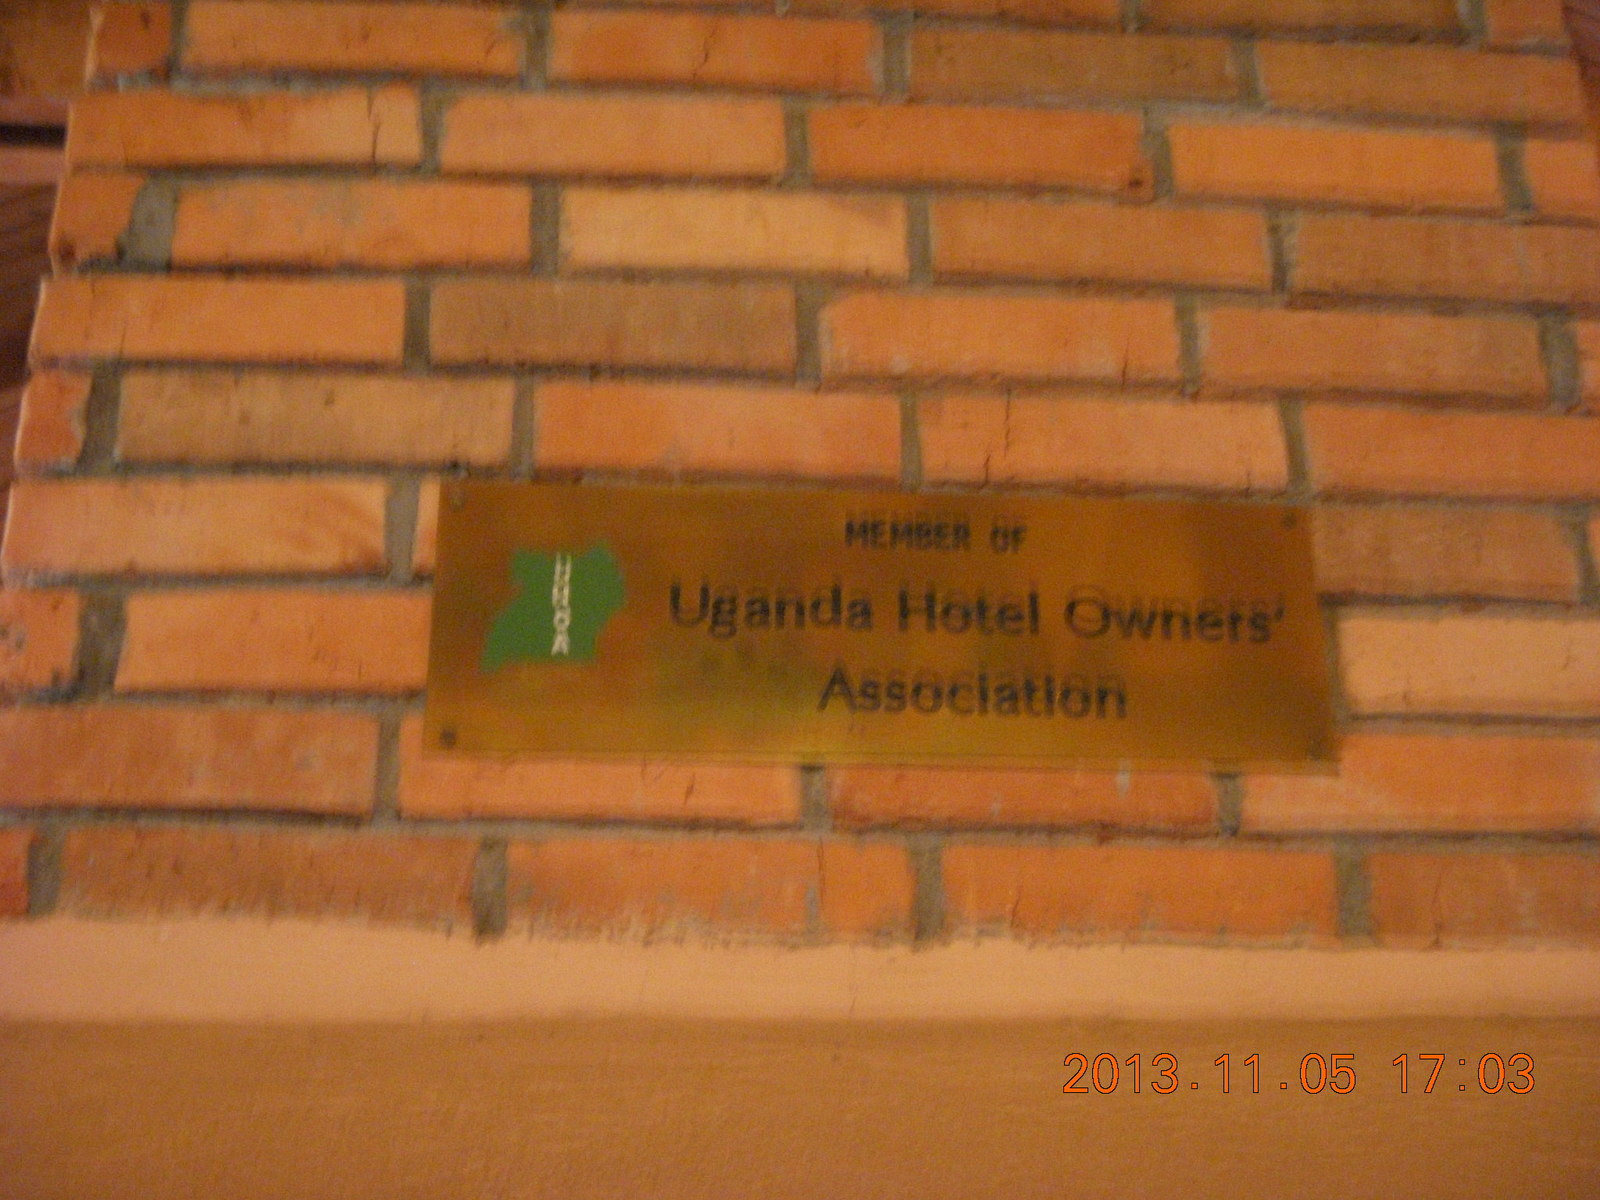 MEMBER OF
UHOA
Uganda Hotel Owners'
Association
2013.11.05 17:03